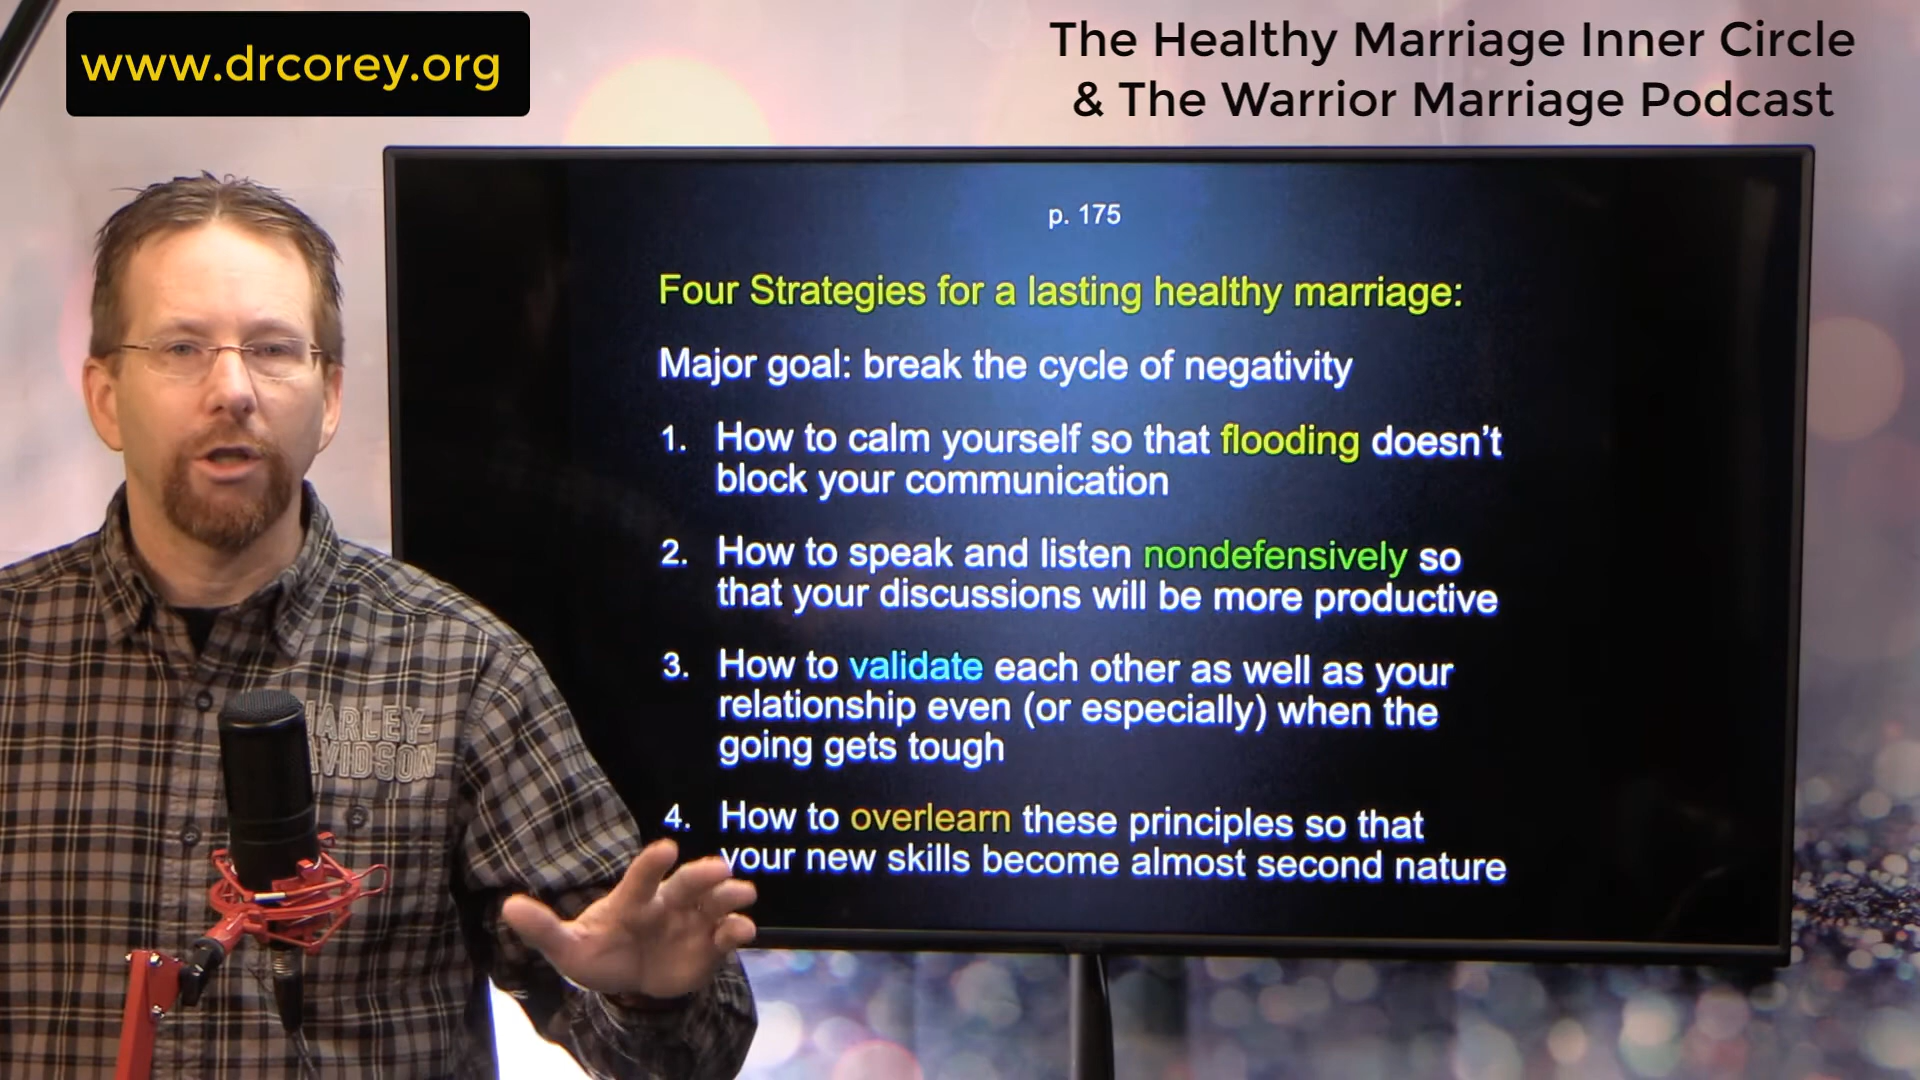 www.drcorey.org
The Healthy Marriage Inner Circle
& The Warrior Marriage Podcast
p. 175
Four Strategies for a lasting healthy marriage:
Major goal: break the cycle of negativity
1. How to calm yourself so that flooding doesn't
block your communication
2. How to speak and listen nondefensively so
that your discussions will be more productive
3. How to validate each other as well as your
relationship even (or especially) when the
going gets tough
4. How to overlearn these principles so that
your new skills become almost second nature
HARLEY-
DAVIDSON